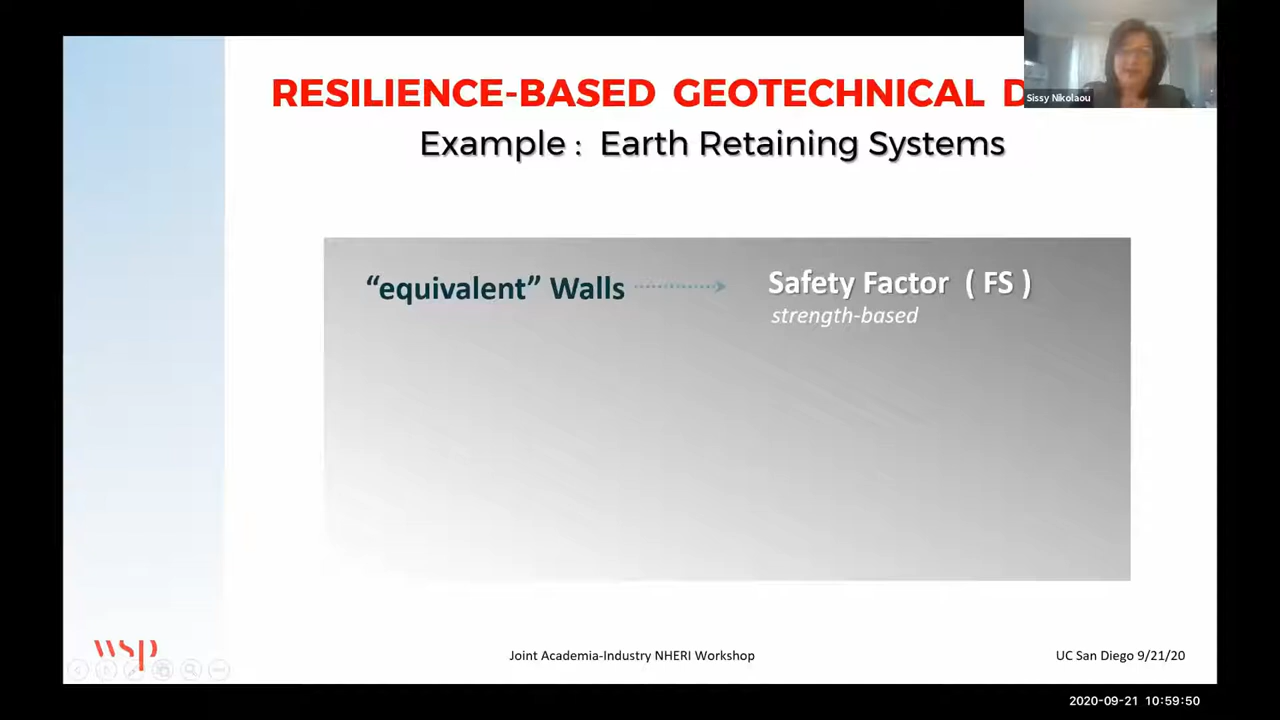 RESILIENCE-BASED GEOTECHNICAL D
Sissy Nikolaou
Example : Earth Retaining Systems
“equivalent” Walls
Safety Factor ( FS )
strength-based
wsp
Joint Academia-Industry NHERI Workshop
UC San Diego 9/21/20
2020-09-21 10:59:50